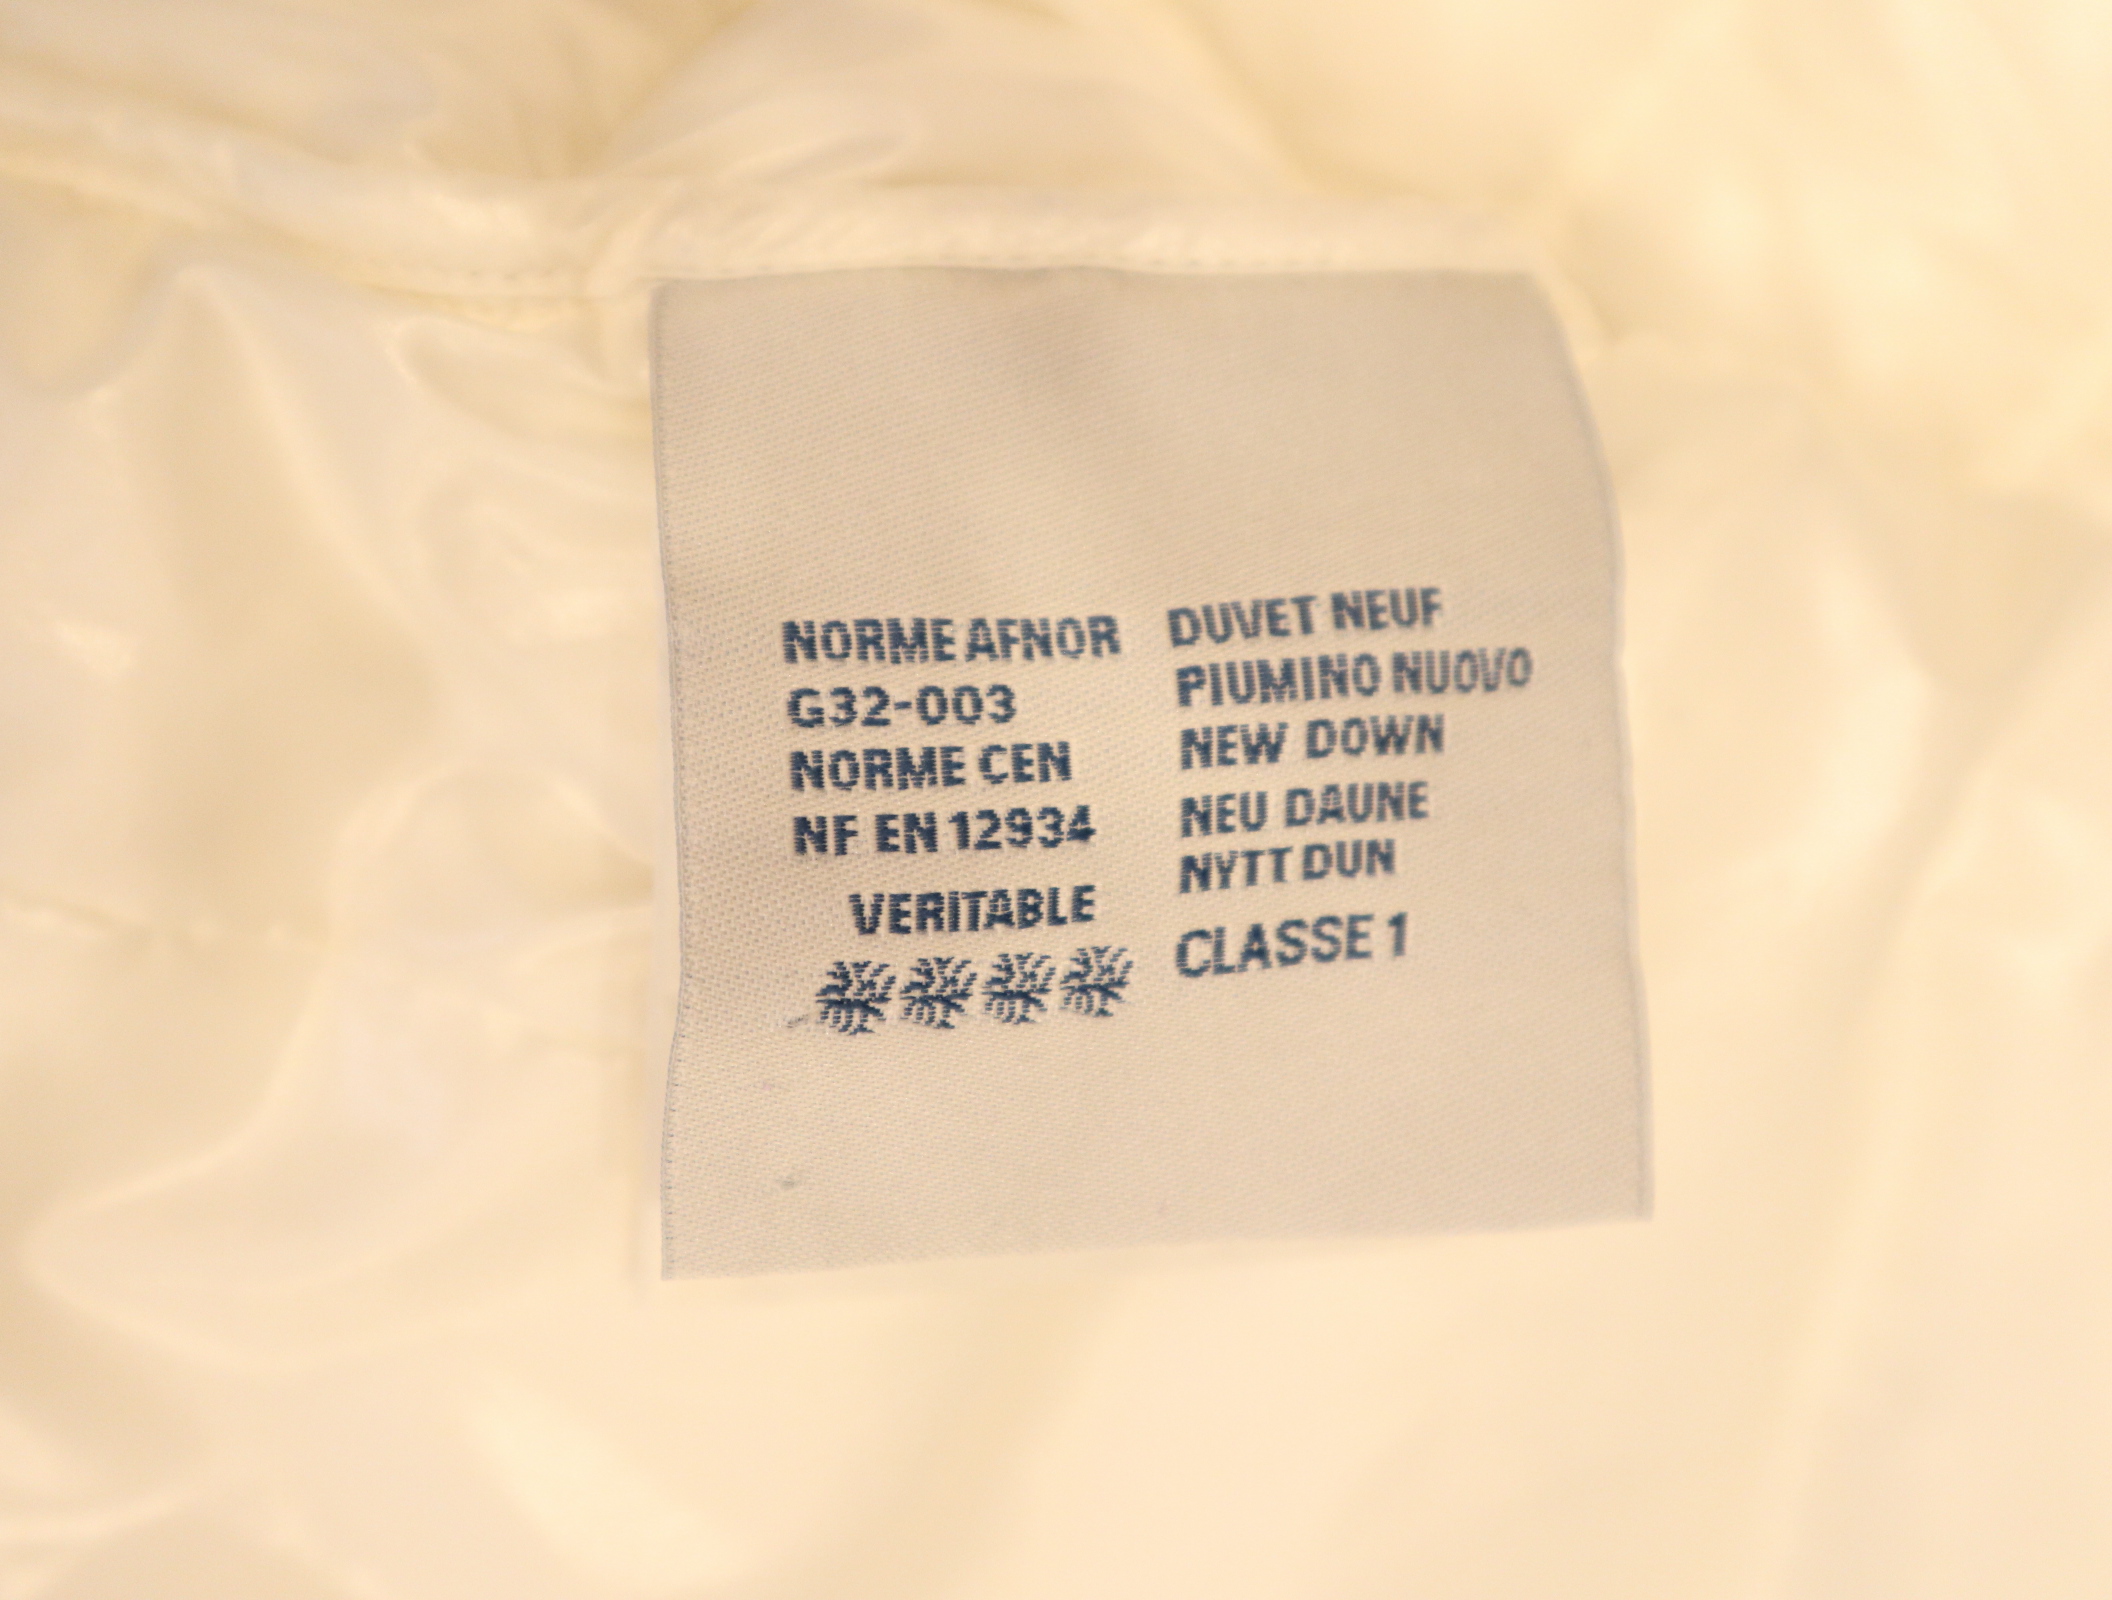 NORME AFNOR
G32-003
NORME CEN
NF EN 12934
VERITABLE
DUVET NEUF
PIUMINO NUOVO
NEW DOWN
NEU DAUNE
NYTT DUN
CLASSE 1